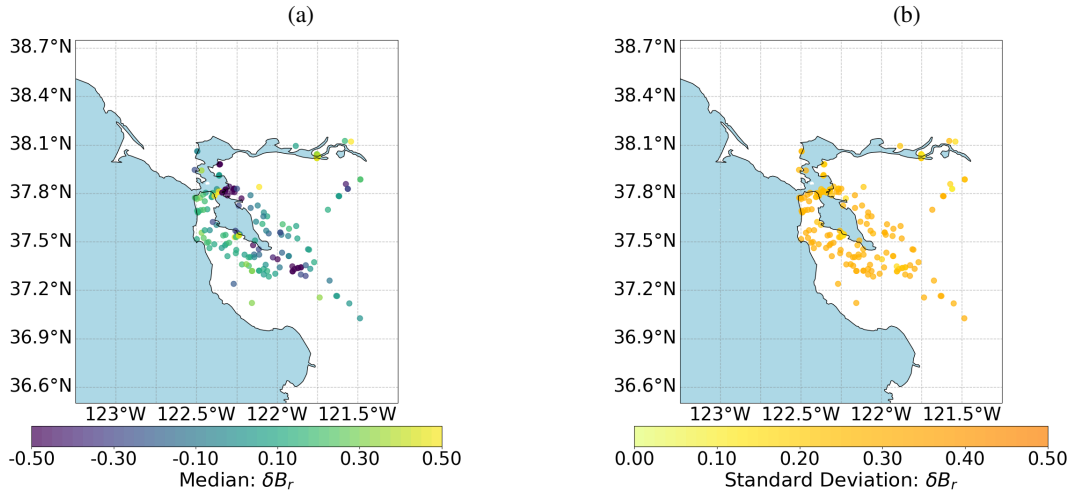 (a)
38.7°N
38.4°N
38.1°N
37.8°N
37.5°N
37.2°N
36.9°N
36.6°N
123°W 122.5°W 122°W 121.5°W
-0.50 -0.30 -0.10 0.10 0.30 0.50
Median: δB_r
(b)
38.7°N
38.4°N
38.1°N
37.8°N
37.5°N
37.2°N
36.9°N
36.6°N
123°W 122.5°W 122°W 121.5°W
0.00 0.10 0.20 0.30 0.40 0.50
Standard Deviation: δB_r